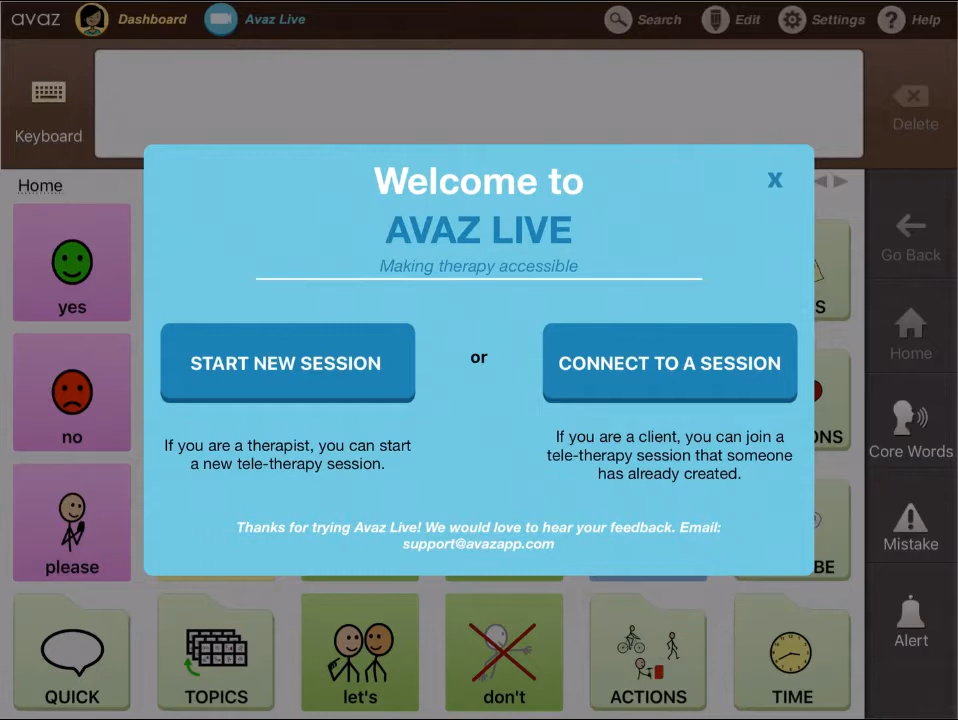 avaz Dashboard Avaz Live Search Edit Settings Help
Keyboard
Delete
Home
Welcome to
X
AVAZ LIVE
Making therapy accessible
Go Back
yes
S
START NEW SESSION
or
CONNECT TO A SESSION
Home
no
ONS
If you are a therapist, you can start
a new tele-therapy session.
If you are a client, you can join a
tele-therapy session that someone
has already created.
Core Words
Thanks for trying Avaz Live! We would love to hear your feedback. Email:
support@avazapp.com
Mistake
please
BE
Alert
QUICK
TOPICS
let's
don't
ACTIONS
TIME